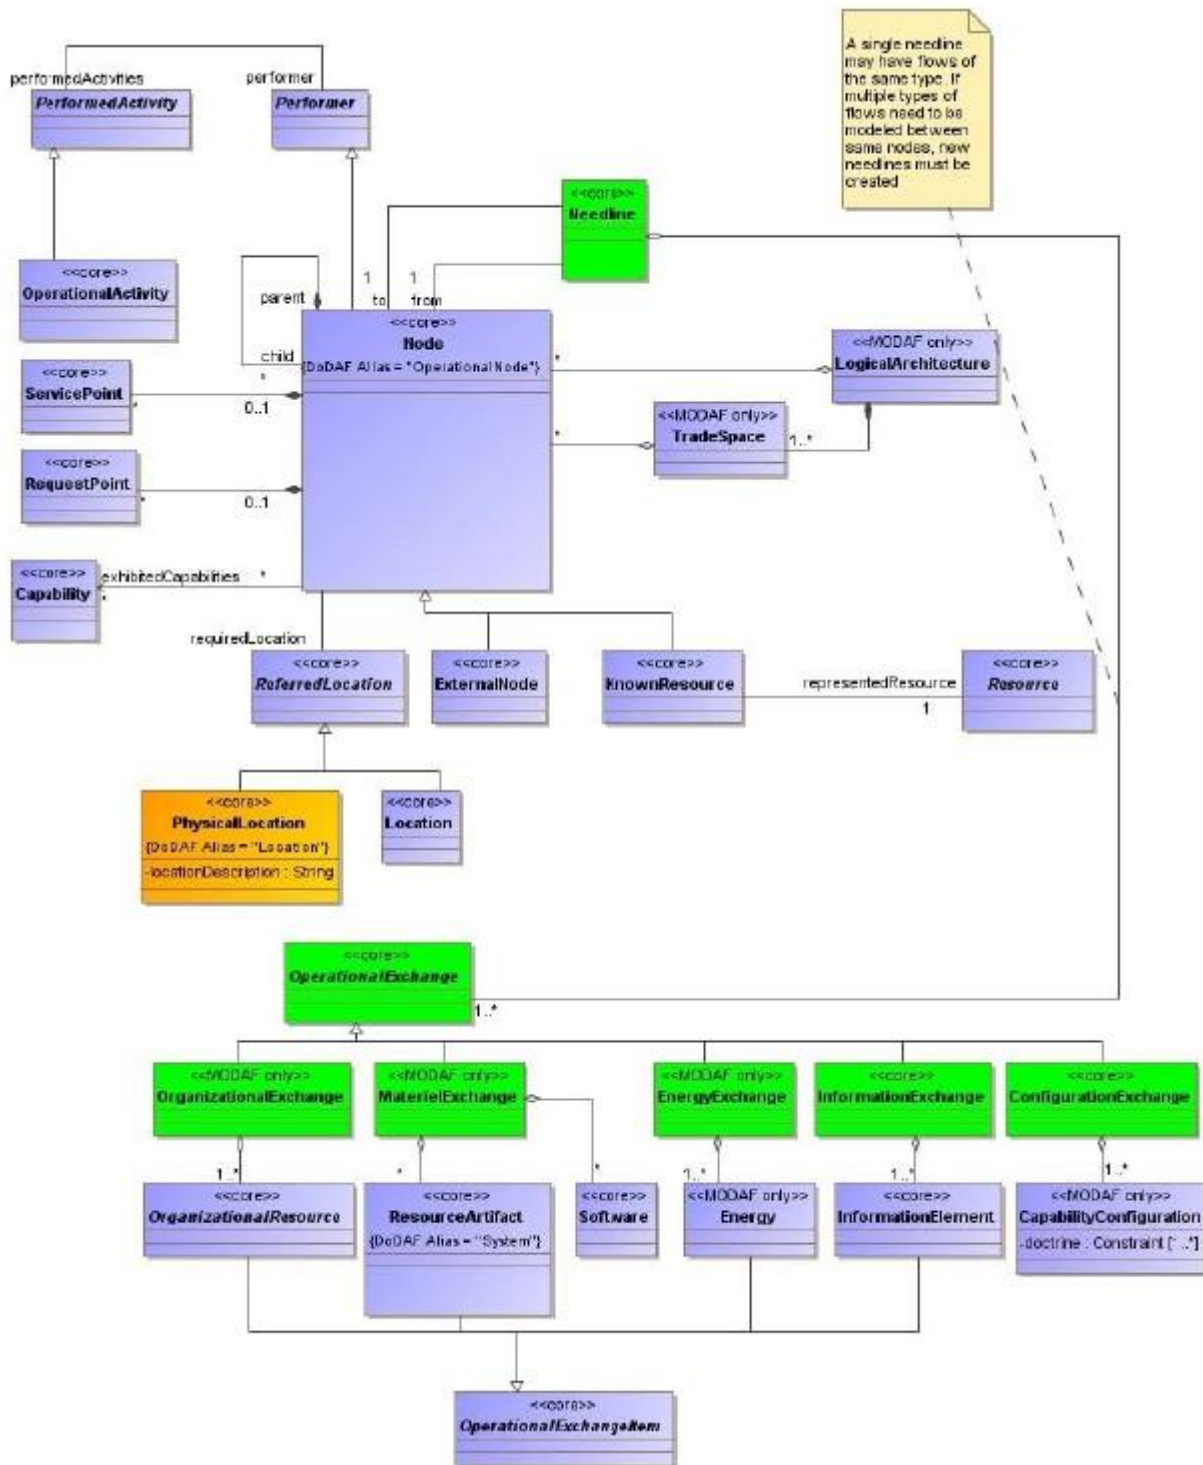 A single needline
may have flows of
the same type. If
multiple types of
flows need to be
modeled between
same nodes, new
needlines must be
created
performedActivities
performer
PerformedActivity
Performer
<<core>>
Needline
<<core>>
OperationalActivity
1
1
to
from
parent
child
*
<<core>>
Node
{DoDAF Alias = "OperationalNode"}
*
<<MODAF only>>
LogicalArchitecture
<<core>>
ServicePoint
*
0..1
*
<<MODAF only>>
TradeSpace
1..*
<<core>>
RequestPoint
*
0..1
<<core>>
Capability
exhibitedCapabilities
*
*
requiredLocation
<<core>>
ReferredLocation
<<core>>
ExternalNode
<<core>>
KnownResource
representedResource
1
<<core>>
Resource
<<core>>
PhysicalLocation
{DoDAF Alias = "Location"}
-locationDescription : String
<<core>>
Location
<<core>>
OperationalExchange
1..*
<<MODAF only>>
OrganizationalExchange
<<MODAF only>>
MaterielExchange
<<MODAF only>>
EnergyExchange
<<core>>
InformationExchange
<<core>>
ConfigurationExchange
1..*
*
*
1..*
1..*
1..*
<<core>>
OrganizationalResource
<<core>>
ResourceArtifact
{DoDAF Alias = "System"}
<<core>>
Software
<<MODAF only>>
Energy
<<core>>
InformationElement
<<MODAF only>>
CapabilityConfiguration
-doctrine : Constraint
<<core>>
OperationalExchangeItem